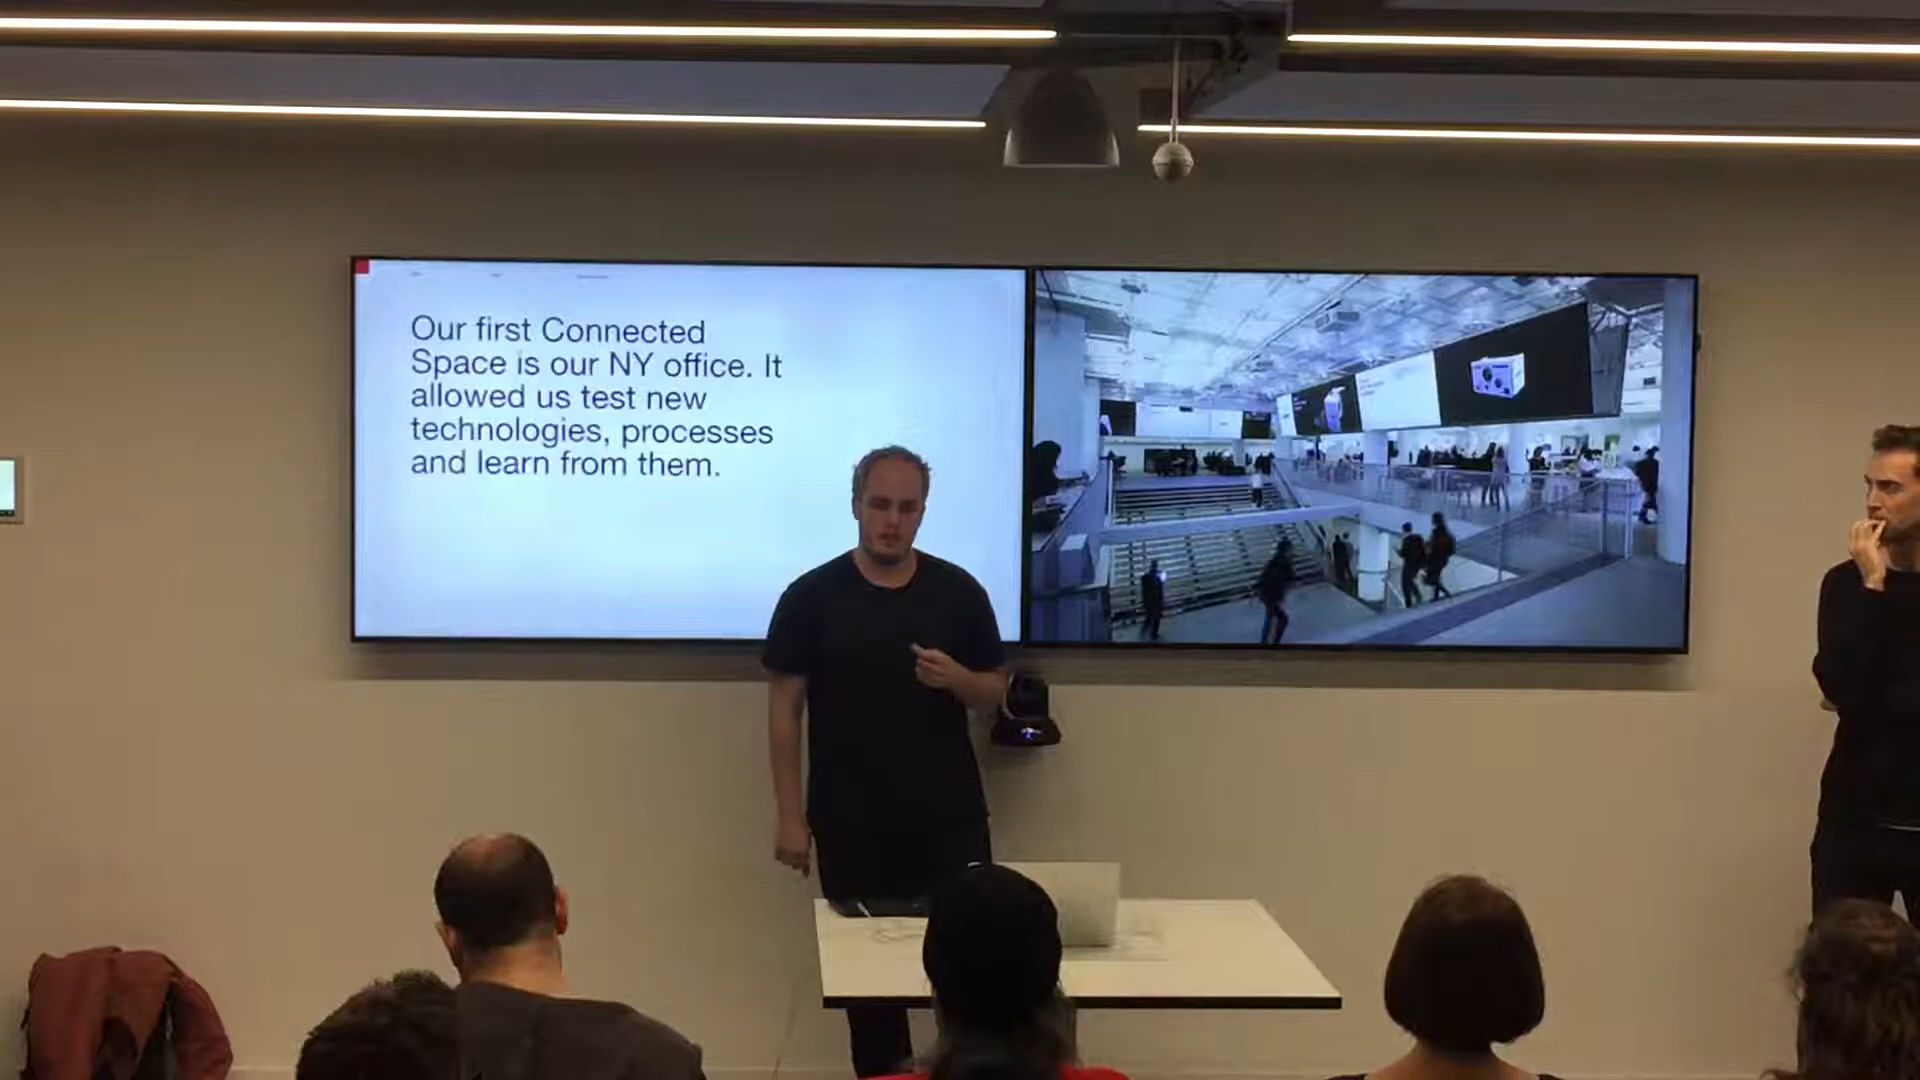 Our first Connected
Space is our NY office. It
allowed us test new
technologies, processes
and learn from them.